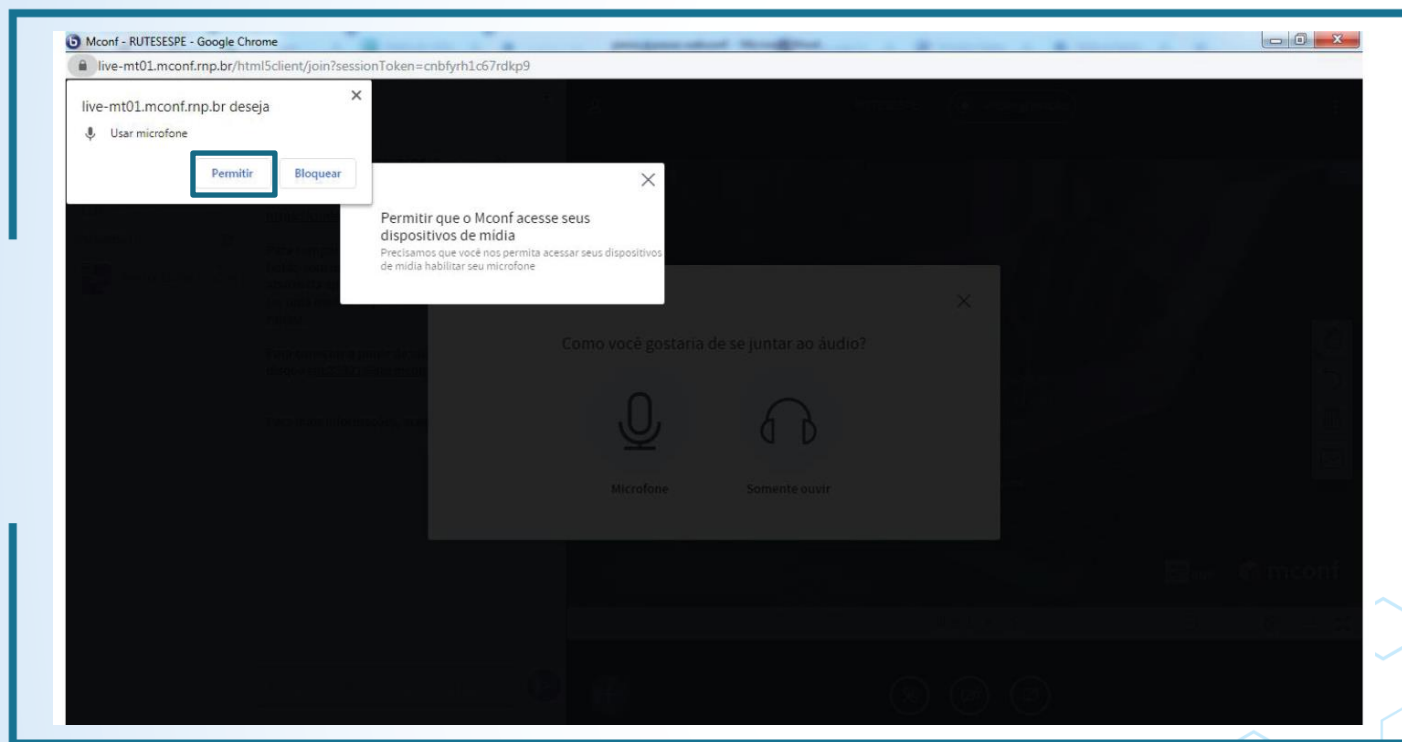 Mconf - RUTESESPE - Google Chrome
live-mt01.mconf.rnp.br/html5client/join?sessionToken=cnbfyrh1c67rdkp9
live-mt01.mconf.rnp.br deseja
Usar microfone
Permitir Bloquear
Permitir que o Mconf acesse seus
dispositivos de mídia
Precisamos que você nos permita acessar seus dispositivos
de mídia habilitar seu microfone
Como você gostaria de se juntar ao áudio?
Microfone Somente ouvir
mconf